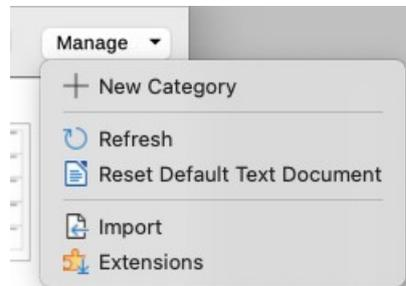 Manage
New Category
Refresh
Reset Default Text Document
Import
Extensions